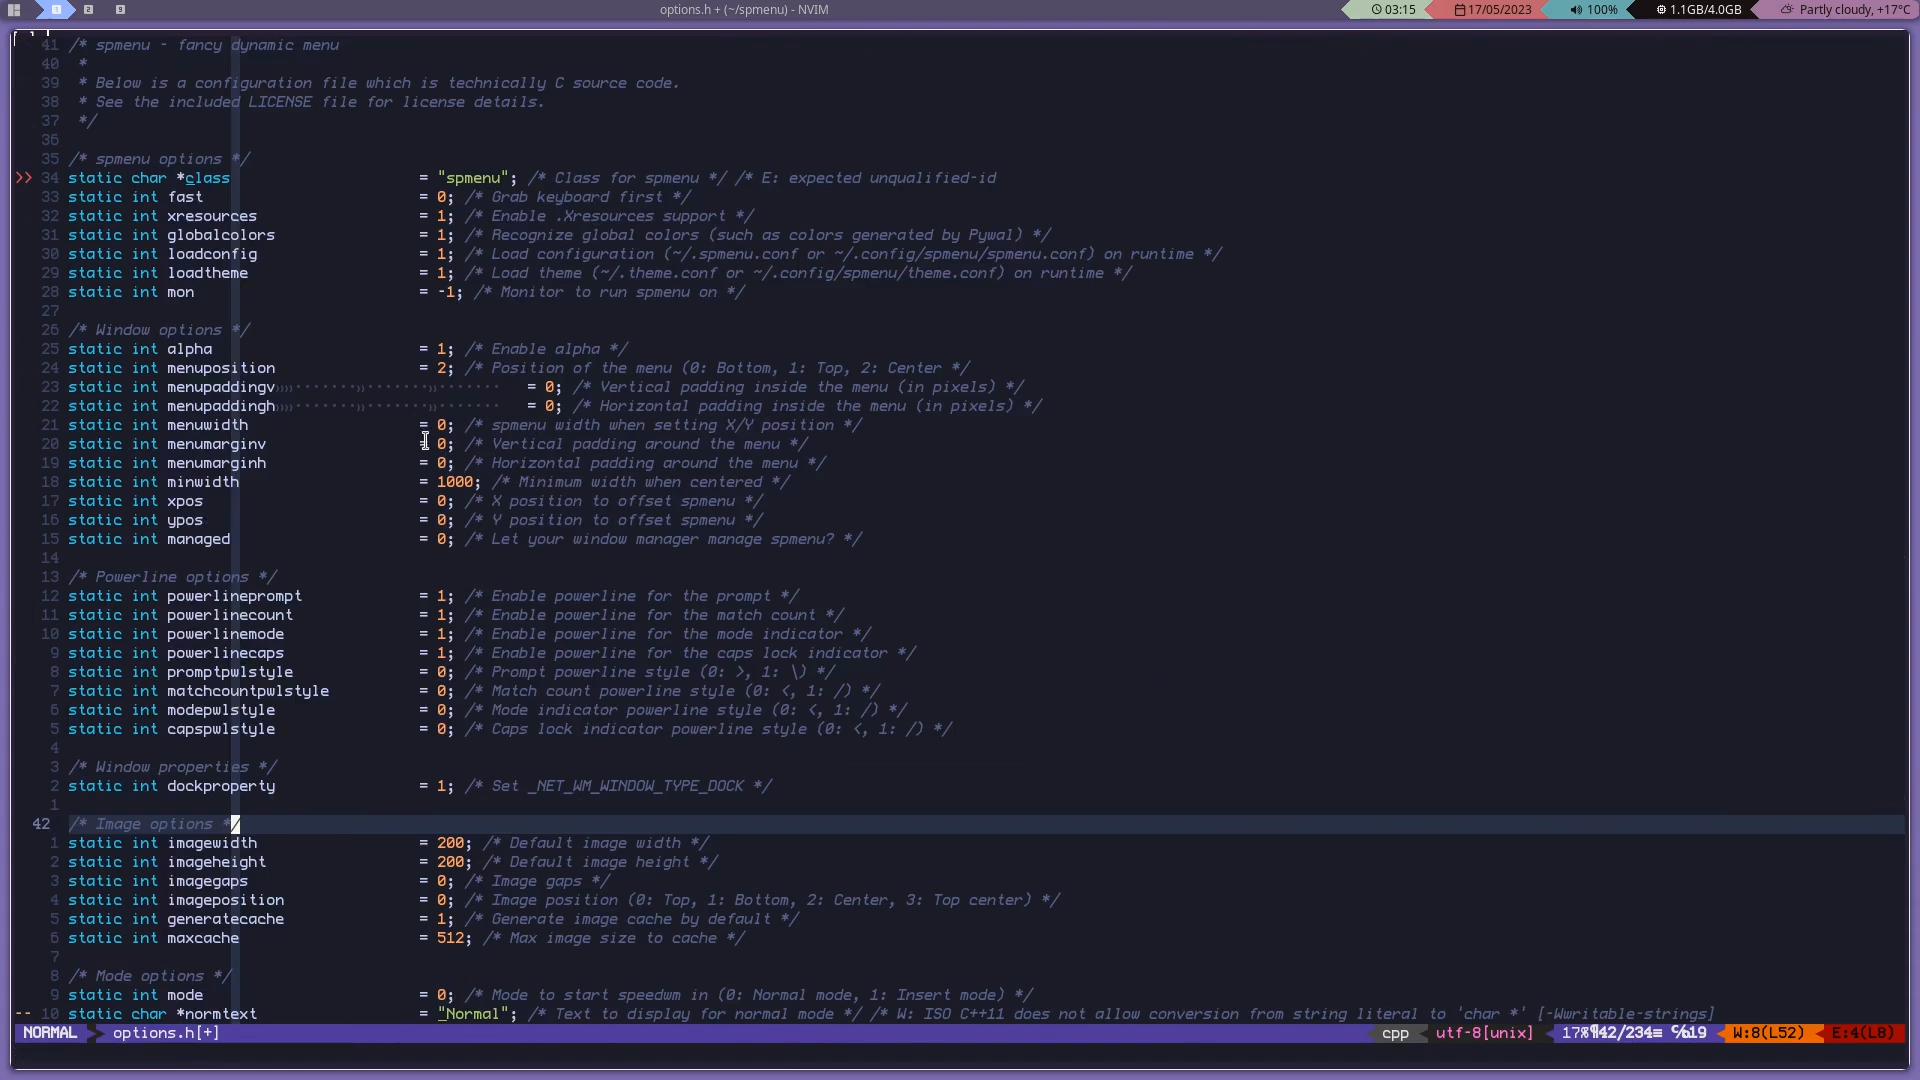 1 2 9 options.h + (~/spmenu) - NVIM 03:15 17/05/2023 100% 1.1GB/4.0GB Partly cloudy, +17°C
41 /* spmenu - fancy dynamic menu
40  *
39  * Below is a configuration file which is technically C source code.
38  * See the included LICENSE file for license details.
37  */
36
35 /* spmenu options */
>> 34 static char *class = "spmenu"; /* Class for spmenu */ /* E: expected unqualified-id
33 static int fast = 0; /* Grab keyboard first */
32 static int xresources = 1; /* Enable .Xresources support */
31 static int globalcolors = 1; /* Recognize global colors (such as colors generated by Pywal) */
30 static int loadconfig = 1; /* Load configuration (~/.spmenu.conf or ~/.config/spmenu/spmenu.conf) on runtime */
29 static int loadtheme = 1; /* Load theme (~/.theme.conf or ~/.config/spmenu/theme.conf) on runtime */
28 static int mon = -1; /* Monitor to run spmenu on */
27
26 /* Window options */
25 static int alpha = 1; /* Enable alpha */
24 static int menuposition = 2; /* Position of the menu (0: Bottom, 1: Top, 2: Center */
23 static int menupaddingv = 0; /* Vertical padding inside the menu (in pixels) */
22 static int menupaddingh = 0; /* Horizontal padding inside the menu (in pixels) */
21 static int menuwidth = 0; /* spmenu width when setting X/Y position */
20 static int menumarginv = 0; /* Vertical padding around the menu */
19 static int menumarginh = 0; /* Horizontal padding around the menu */
18 static int minwidth = 1000; /* Minimum width when centered */
17 static int xpos = 0; /* X position to offset spmenu */
16 static int ypos = 0; /* Y position to offset spmenu */
15 static int managed = 0; /* Let your window manager manage spmenu? */
14
13 /* Powerline options */
12 static int powerlineprompt = 1; /* Enable powerline for the prompt */
11 static int powerlinecount = 1; /* Enable powerline for the match count */
10 static int powerlinemode = 1; /* Enable powerline for the mode indicator */
9 static int powerlinecaps = 1; /* Enable powerline for the caps lock indicator */
8 static int promptpwlstyle = 0; /* Prompt powerline style (0: >, 1: \) */
7 static int matchcountpwlstyle = 0; /* Match count powerline style (0: <, 1: /) */
6 static int modepwlstyle = 0; /* Mode indicator powerline style (0: <, 1: /) */
5 static int capspwlstyle = 0; /* Caps lock indicator powerline style (0: <, 1: /) */
4
3 /* Window properties */
2 static int dockproperty = 1; /* Set _NET_WM_WINDOW_TYPE_DOCK */
1
42 /* Image options */
1 static int imagewidth = 200; /* Default image width */
2 static int imageheight = 200; /* Default image height */
3 static int imagegaps = 0; /* Image gaps */
4 static int imageposition = 0; /* Image position (0: Top, 1: Bottom, 2: Center, 3: Top center) */
5 static int generatecache = 1; /* Generate image cache by default */
6 static int maxcache = 512; /* Max image size to cache */
7
8 /* Mode options */
9 static int mode = 0; /* Mode to start speedwm in (0: Normal mode, 1: Insert mode) */
-- 10 static char *normtext = "_Normal"; /* Text to display for normal mode */ /* W: ISO C++11 does not allow conversion from string literal to 'char *' [-Wwritable-strings]
NORMAL options.h[+] cpp utf-8[unix] 17% 42/234≡ ℅19 W:8(L52) E:4(L8)